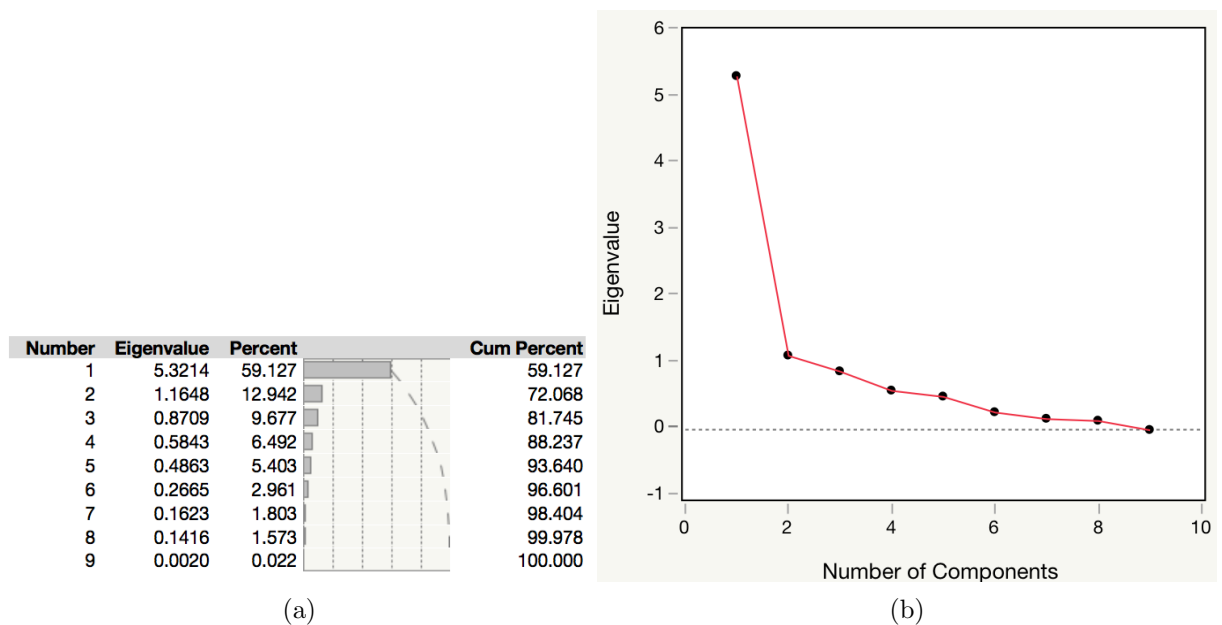 Number Eigenvalue Percent Cum Percent
1 5.3214 59.127 59.127
2 1.1648 12.942 72.068
3 0.8709 9.677 81.745
4 0.5843 6.492 88.237
5 0.4863 5.403 93.640
6 0.2665 2.961 96.601
7 0.1623 1.803 98.404
8 0.1416 1.573 99.978
9 0.0020 0.022 100.000
(a)
Eigenvalue
6
5
4
3
2
1
0
-1
0 2 4 6 8 10
Number of Components
(b)